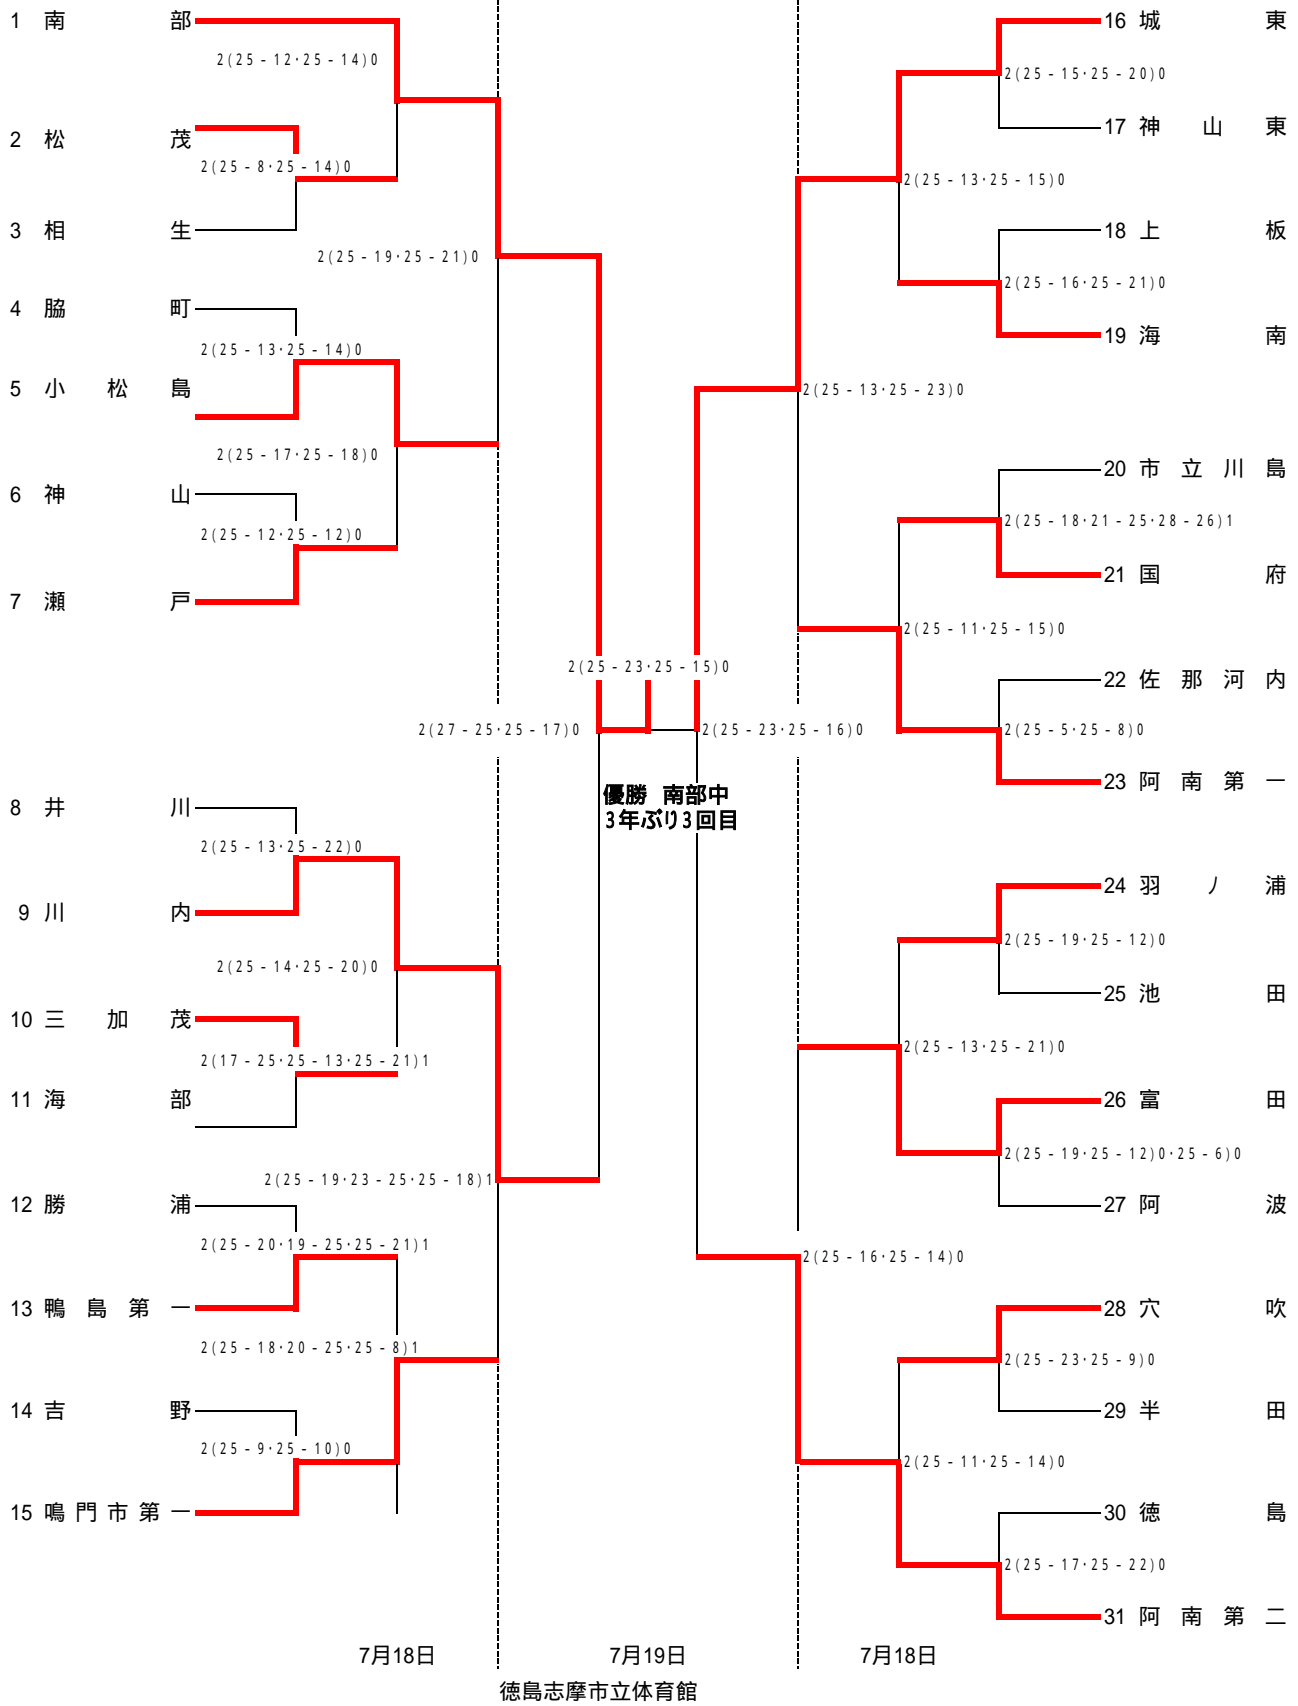 1 南部
2(25-12・25-14)0
2 松茂
2(25-8・25-14)0
3 相生
2(25-19・25-21)0
4 脇町
2(25-13・25-14)0
5 小松島
2(25-17・25-18)0
6 神山
2(25-12・25-12)0
7 瀬戸
2(27-25・25-17)0
8 井川
2(25-13・25-22)0
9 川内
2(25-14・25-20)0
10 三加茂
2(17-25・25-13・25-21)1
11 海部
2(25-19・23-25・25-18)1
12 勝浦
2(25-20・19-25・25-21)1
13 鴨島第一
2(25-18・20-25・25-8)1
14 吉野
2(25-9・25-10)0
15 鳴門市第一
2(25-23・25-15)0
優勝 南部中
3年ぶり3回目
16 城東
2(25-15・25-20)0
17 神山東
2(25-13・25-15)0
18 上板
2(25-16・25-21)0
19 海南
2(25-13・25-23)0
20 市立川島
2(25-18・21-25・28-26)1
21 国府
2(25-11・25-15)0
22 佐那河内
2(25-5・25-8)0
23 阿南第一
2(25-23・25-16)0
24 羽ノ浦
2(25-19・25-12)0
25 池田
2(25-13・25-21)0
26 富田
2(25-19・25-12)0・25-6)0
27 阿波
2(25-16・25-14)0
28 穴吹
2(25-23・25-9)0
29 半田
2(25-11・25-14)0
30 徳島
2(25-17・25-22)0
31 阿南第二
7月18日
7月19日
7月18日
徳島志摩市立体育館